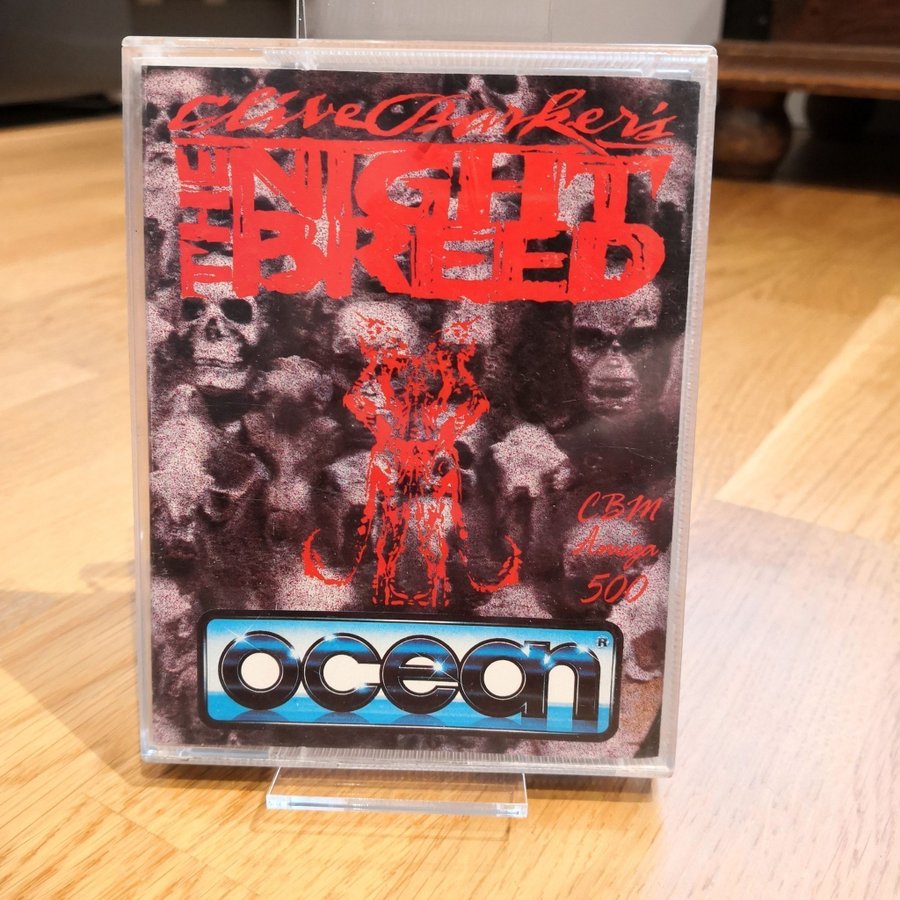 Clive Barker's
THE
NIGHT
BREED
CBM
Amiga
500
ocean®